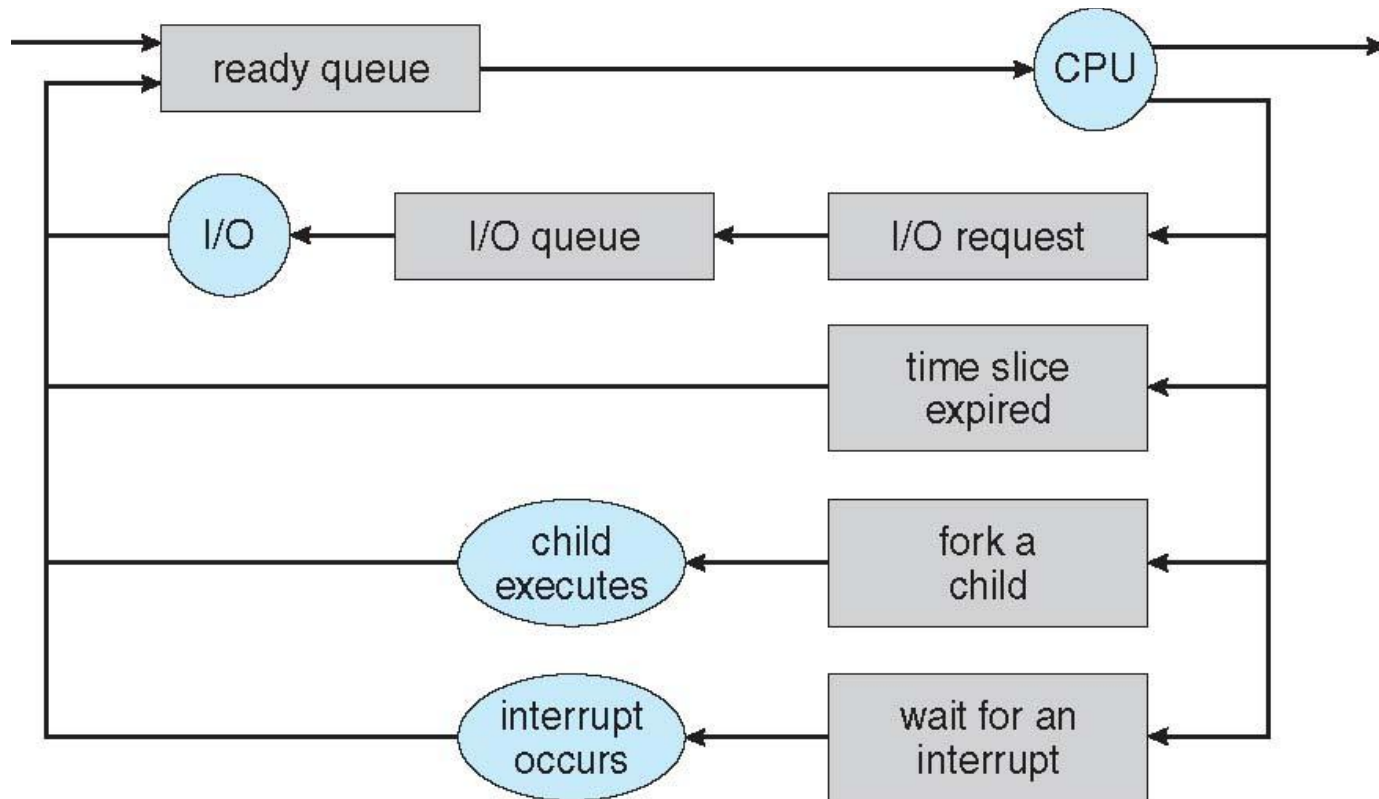 ready queue
CPU
I/O
I/O queue
I/O request
time slice
expired
child
executes
fork a
child
interrupt
occurs
wait for an
interrupt